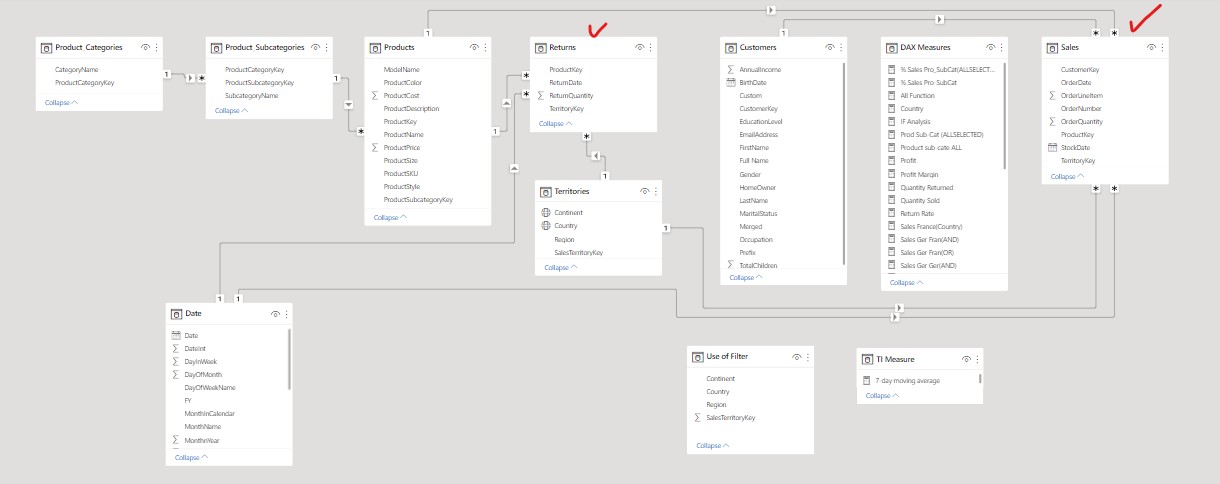 Product_Categories
CategoryName
ProductCategoryKey
Collapse
Product_Subcategories
ProductCategoryKey
ProductSubcategoryKey
SubcategoryName
Collapse
Products
ModelName
ProductColor
ProductCost
ProductDescription
ProductKey
ProductName
ProductPrice
ProductSize
ProductSKU
ProductStyle
ProductSubcategoryKey
Collapse
Returns
ProductKey
ReturnDate
ReturnQuantity
TerritoryKey
Collapse
Territories
Continent
Country
Region
SalesTerritoryKey
Collapse
Customers
AnnualIncome
BirthDate
Custom
CustomerKey
EducationLevel
EmailAddress
FirstName
Full Name
Gender
HomeOwner
LastName
MaritalStatus
Merged
Occupation
Prefix
TotalChildren
Collapse
DAX Measures
% Sales Pro_SubCat(ALLSELECT...
% Sales Pro-SubCat
All Function
Country
IF Analysis
Prod Sub-Cat (ALLSELECTED)
Product sub-cate ALL
Profit
Profit Margin
Quantity Returned
Quantity Sold
Return Rate
Sales France(Country)
Sales Ger Fran(AND)
Sales Ger Fran(OR)
Sales Ger Ger(AND)
Collapse
Sales
CustomerKey
OrderDate
OrderLineItem
OrderNumber
OrderQuantity
ProductKey
StockDate
TerritoryKey
Collapse
Date
Date
DateInt
DayInWeek
DayOfMonth
DayOfWeekName
FY
MonthInCalendar
MonthName
MonthnYear
Collapse
Use of Filter
Continent
Country
Region
SalesTerritoryKey
Collapse
TI Measure
7-day moving average
Collapse
1
*
1
*
1
*
1
*
1
*
1
*
1
*
1
*
1
*